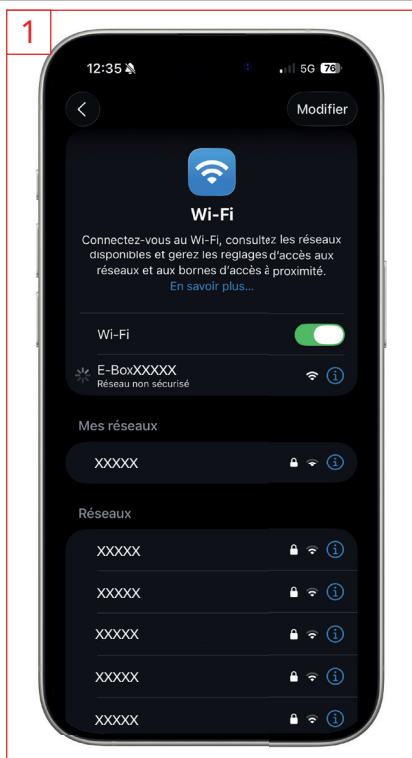 1
12:35 5G 76
Modifier
Wi-Fi
Connectez-vous au Wi-Fi, consultez les réseaux
disponibles et gerez les réglages d'accès aux
réseaux et aux bornes d'accès à proximité.
En savoir plus...
Wi-Fi
E-BoxXXXXX
Réseau non sécurisé
Mes réseaux
XXXXX
Réseaux
XXXXX
XXXXX
XXXXX
XXXXX
XXXXX